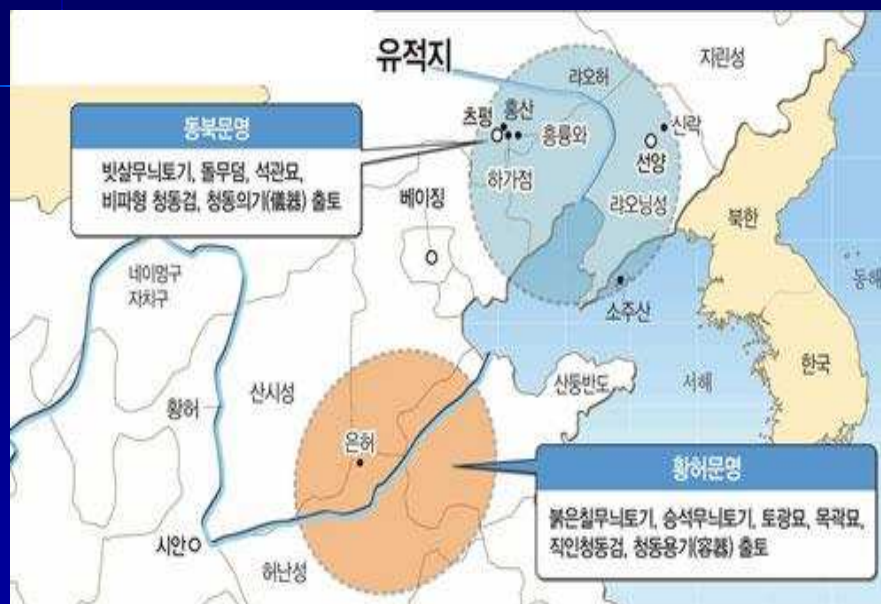 유적지
지린성
라오허
츠펑
홍산
흥륭와
신락
선양
하가점
라오닝성
동북문명
빗살무늬토기, 돌무덤, 석관묘,
비파형 청동검, 청동의기(儀器) 출토
베이징
북한
네이멍구
자치구
동해
소주산
한국
산시성
산둥반도
서해
황허
은허
황허문명
붉은칠무늬토기, 승석무늬토기, 토광묘, 목곽묘,
직인청동검, 청동용기(容器) 출토
시안
허난성